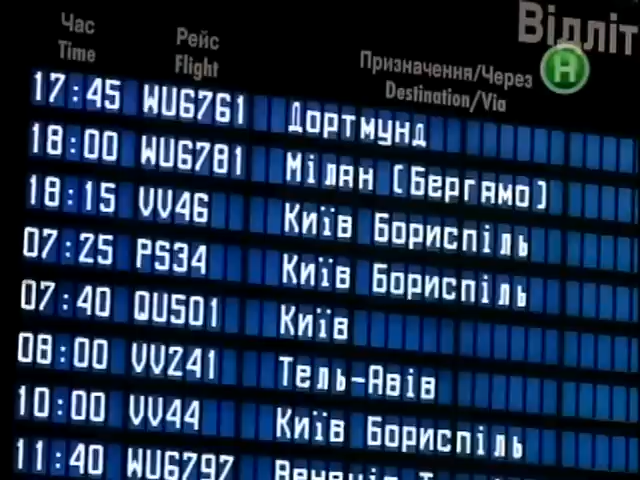 Відліт
Час Рейс Призначення/Через
Time Flight Destination/Via
Н
17:45 WU6761 Дортмунд
18:00 WU6781 Мілан (Бергамо)
18:15 VV46 Київ Бориспіль
07:25 PS34 Київ Бориспіль
07:40 QU501 Київ
08:00 VV241 Тель-Авів
10:00 VV44 Київ Бориспіль
11:40 WU6797 Венеція